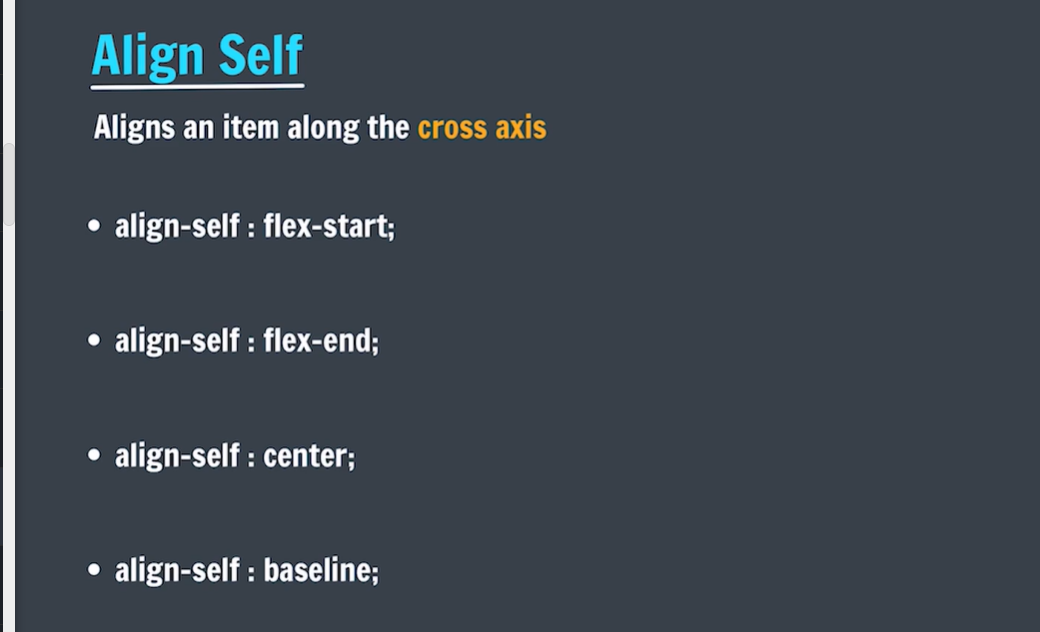 Align Self
Aligns an item along the cross axis
• align-self : flex-start;
• align-self : flex-end;
• align-self : center;
• align-self : baseline;